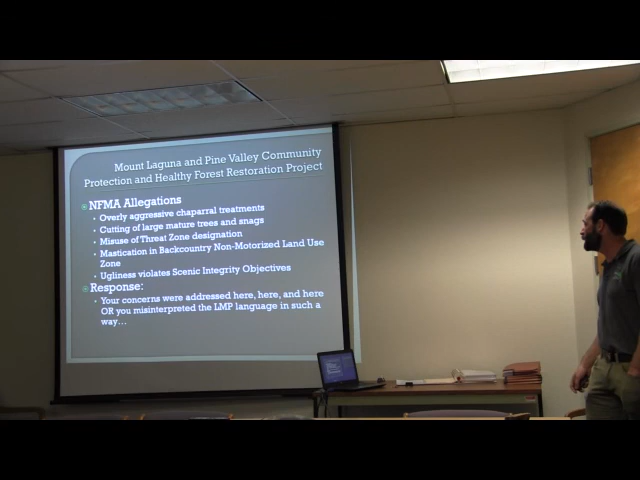 Mount Laguna and Pine Valley Community
Protection and Healthy Forest Restoration Project
NFMA Allegations
Overly aggressive chaparral treatments
Cutting of large mature trees and snags
Misuse of Threat Zone designation
Mastication in Backcountry Non-Motorized Land Use
Zone
Ugliness violates Scenic Integrity Objectives
Response:
Your concerns were addressed here, here, and here
OR you misinterpreted the LMP language in such a
way…